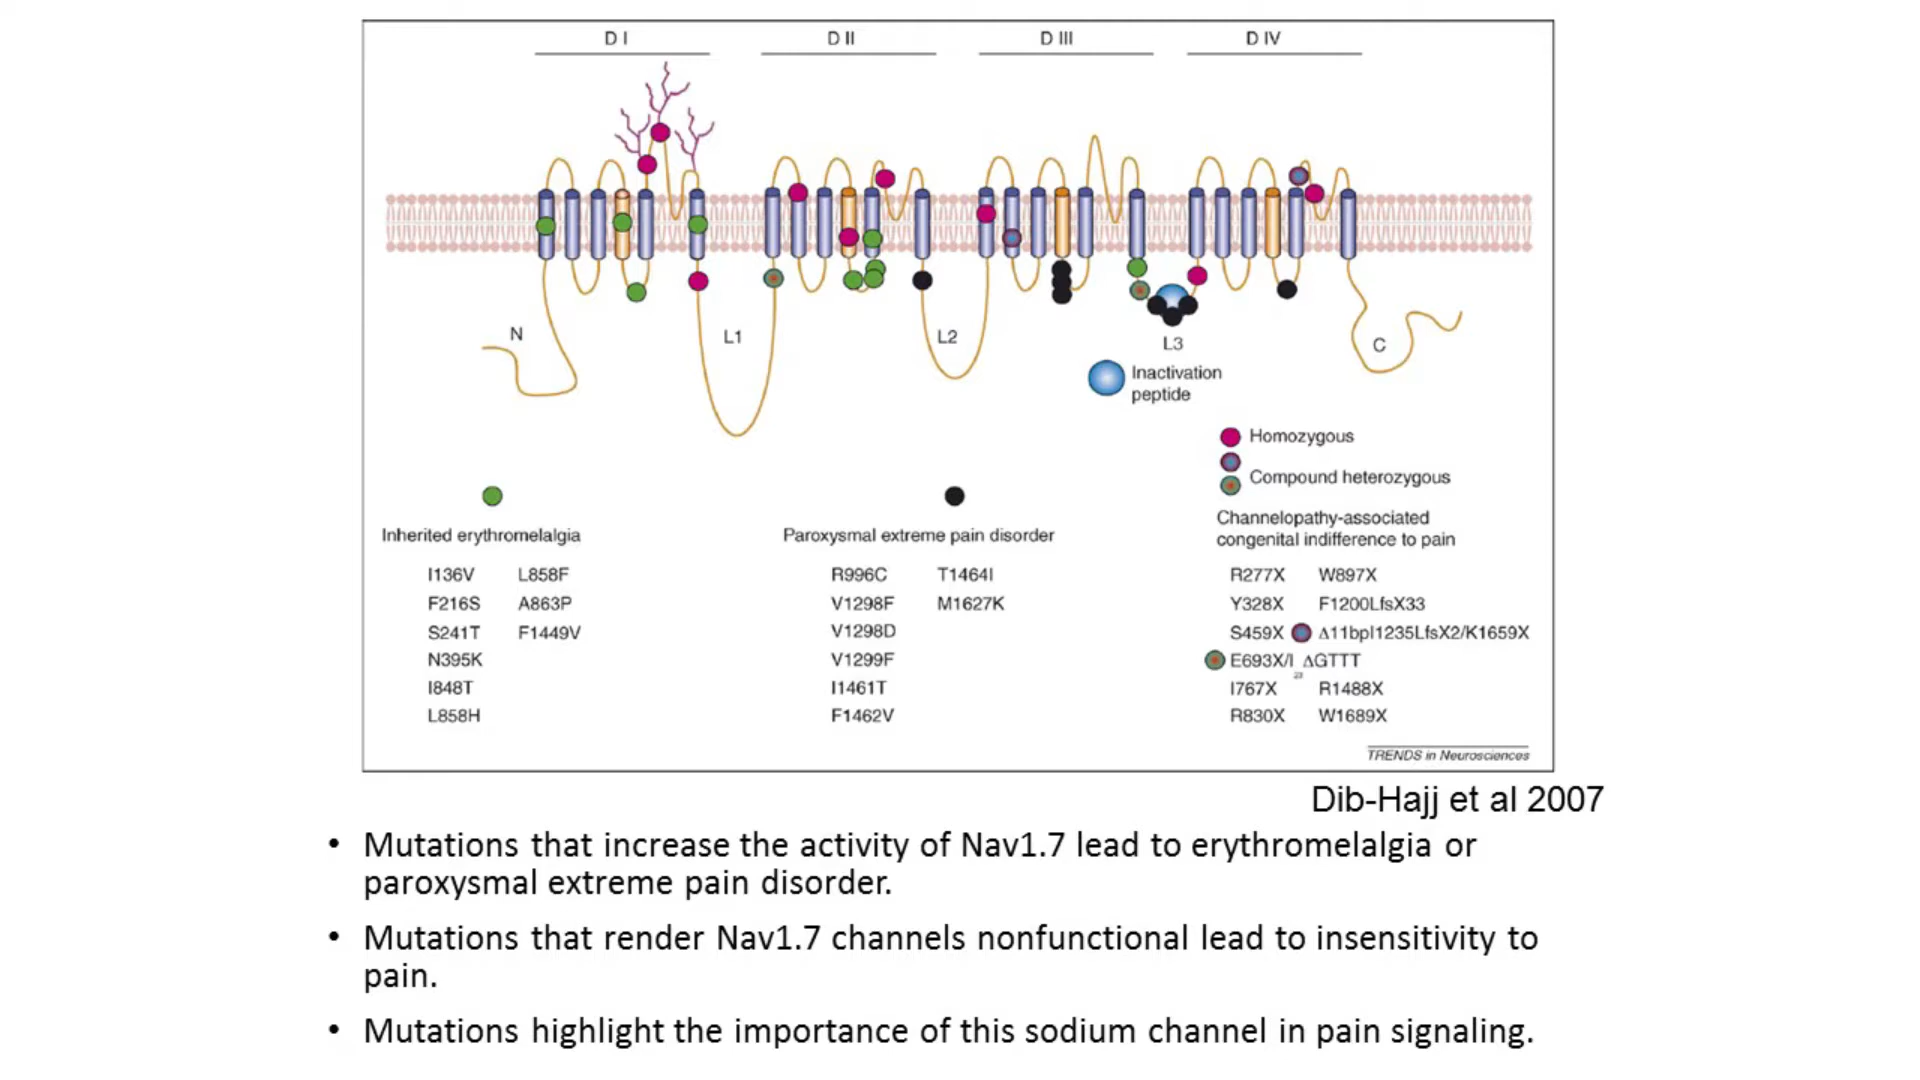 D I
D II
D III
D IV
N
L1
L2
L3
C
Inactivation
peptide
Homozygous
Compound heterozygous
Channelopathy-associated
congenital indifference to pain
Inherited erythromelalgia
Paroxysmal extreme pain disorder
I136V L858F
F216S A863P
S241T F1449V
N395K
I848T
L858H
R996C T1464I
V1298F M1627K
V1298D
V1299F
I1461T
F1462V
R277X W897X
Y328X F1200LfsX33
S459X Δ11bpI1235LfsX2/K1659X
E693X/I ΔGTTT
23
I767X R1488X
R830X W1689X
TRENDS in Neurosciences
Dib-Hajj et al 2007
• Mutations that increase the activity of Nav1.7 lead to erythromelalgia or
paroxysmal extreme pain disorder.
• Mutations that render Nav1.7 channels nonfunctional lead to insensitivity to
pain.
• Mutations highlight the importance of this sodium channel in pain signaling.